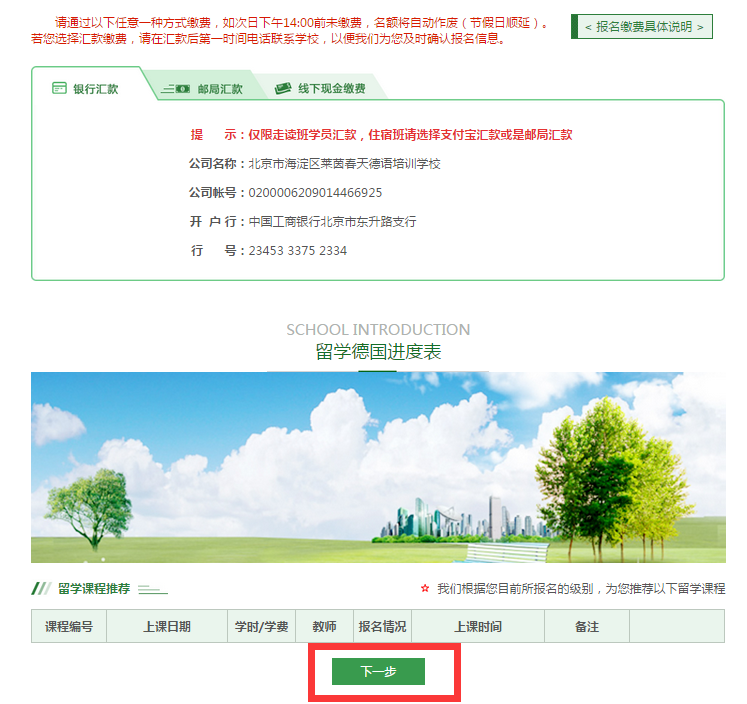 请通过以下任意一种方式缴费，如次日下午14:00前未缴费，名额将自动作废（节假日顺延）。
若您选择汇款缴费，请在汇款后第一时间电话联系学校，以便我们为您及时确认报名信息。
< 报名缴费具体说明 >
银行汇款 邮局汇款 线下现金缴费
提 示：仅限走读班学员汇款，住宿班请选择支付宝汇款或是邮局汇款
公司名称：北京市海淀区莱茵春天德语培训学校
公司帐号：0200006209014466925
开 户 行：中国工商银行北京市东升路支行
行 号：23453 3375 2334
SCHOOL INTRODUCTION
留学德国进度表
留学课程推荐 ☆ 我们根据您目前所报名的级别，为您推荐以下留学课程
课程编号 上课日期 学时/学费 教师 报名情况 上课时间 备注
下一步